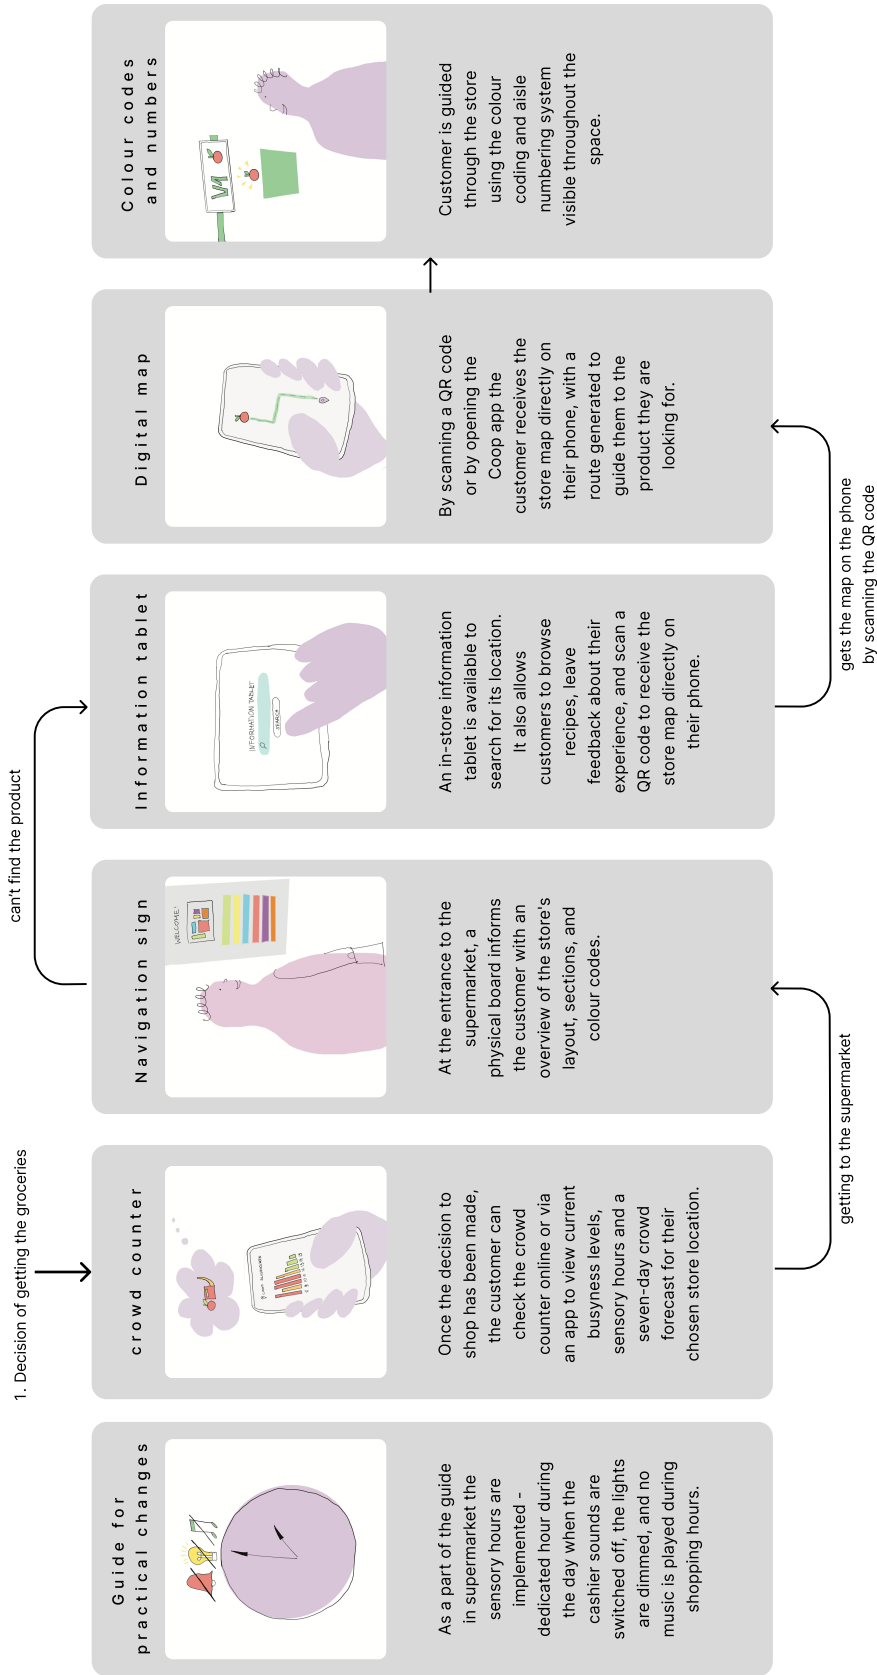 Guide for
practical changes
As a part of the guide
in supermarket the
sensory hours are
implemented -
dedicated hour during
the day when the
cashier sounds are
switched off, the lights
are dimmed, and no
music is played during
shopping hours.
1. Decision of getting the groceries
crowd counter
Once the decision to
shop has been made,
the customer can
check the crowd
counter online or via
an app to view current
busyness levels,
sensory hours and a
seven-day crowd
forecast for their
chosen store location.
getting to the supermarket
Navigation sign
WELCOME!
At the entrance to the
supermarket, a
physical board informs
the customer with an
overview of the store's
layout, sections, and
colour codes.
can't find the product
Information tablet
INFORMATION TABLET
SEARCH
An in-store information
tablet is available to
search for its location.
It also allows
customers to browse
recipes, leave
feedback about their
experience, and scan a
QR code to receive the
store map directly on
their phone.
gets the map on the phone
by scanning the QR code
Digital map
By scanning a QR code
or by opening the
Coop app the
customer receives the
store map directly on
their phone, with a
route generated to
guide them to the
product they are
looking for.
Colour codes
and numbers
Customer is guided
through the store
using the colour
coding and aisle
numbering system
visible throughout the
space.